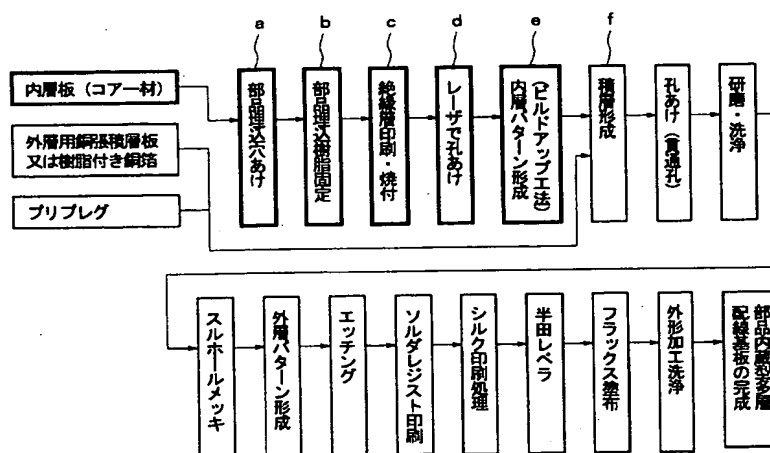 a
b
c
d
e
f
内層板（コアー材）
外層用銅張積層板
又は樹脂付き銅箔
プリプレグ
部品埋込穴あけ
部品埋込樹脂固定
絶縁層印刷・焼付
レーザで孔あけ
（ビルドアップ工法）
内層パターン形成
積層形成
孔あけ（貫通孔）
研磨・洗浄
スルホールメッキ
外層パターン形成
エッチング
ソルダレジスト印刷
シルク印刷処理
半田レベラ
フラックス塗布
外形加工洗浄
部品内蔵型多層
配線基板の完成